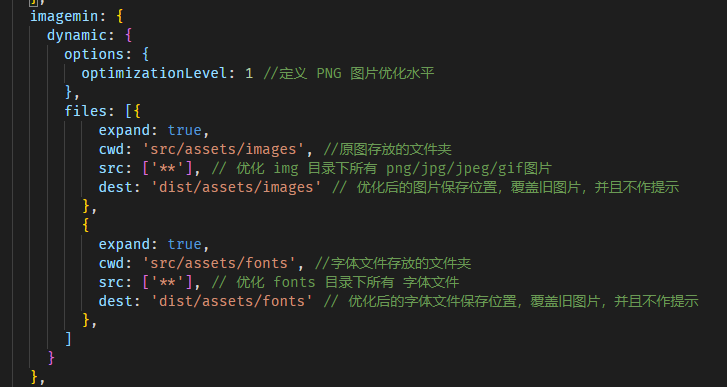 },
imagemin: {
dynamic: {
options: {
optimizationLevel: 1 //定义 PNG 图片优化水平
},
files: [{
expand: true,
cwd: 'src/assets/images', //原图存放的文件夹
src: ['**'], // 优化 img 目录下所有 png/jpg/jpeg/gif图片
dest: 'dist/assets/images' // 优化后的图片保存位置，覆盖旧图片，并且不作提示
},
{
expand: true,
cwd: 'src/assets/fonts', //字体文件存放的文件夹
src: ['**'], // 优化 fonts 目录下所有 字体文件
dest: 'dist/assets/fonts' // 优化后的字体文件保存位置，覆盖旧图片，并且不作提示
},
]
}
},